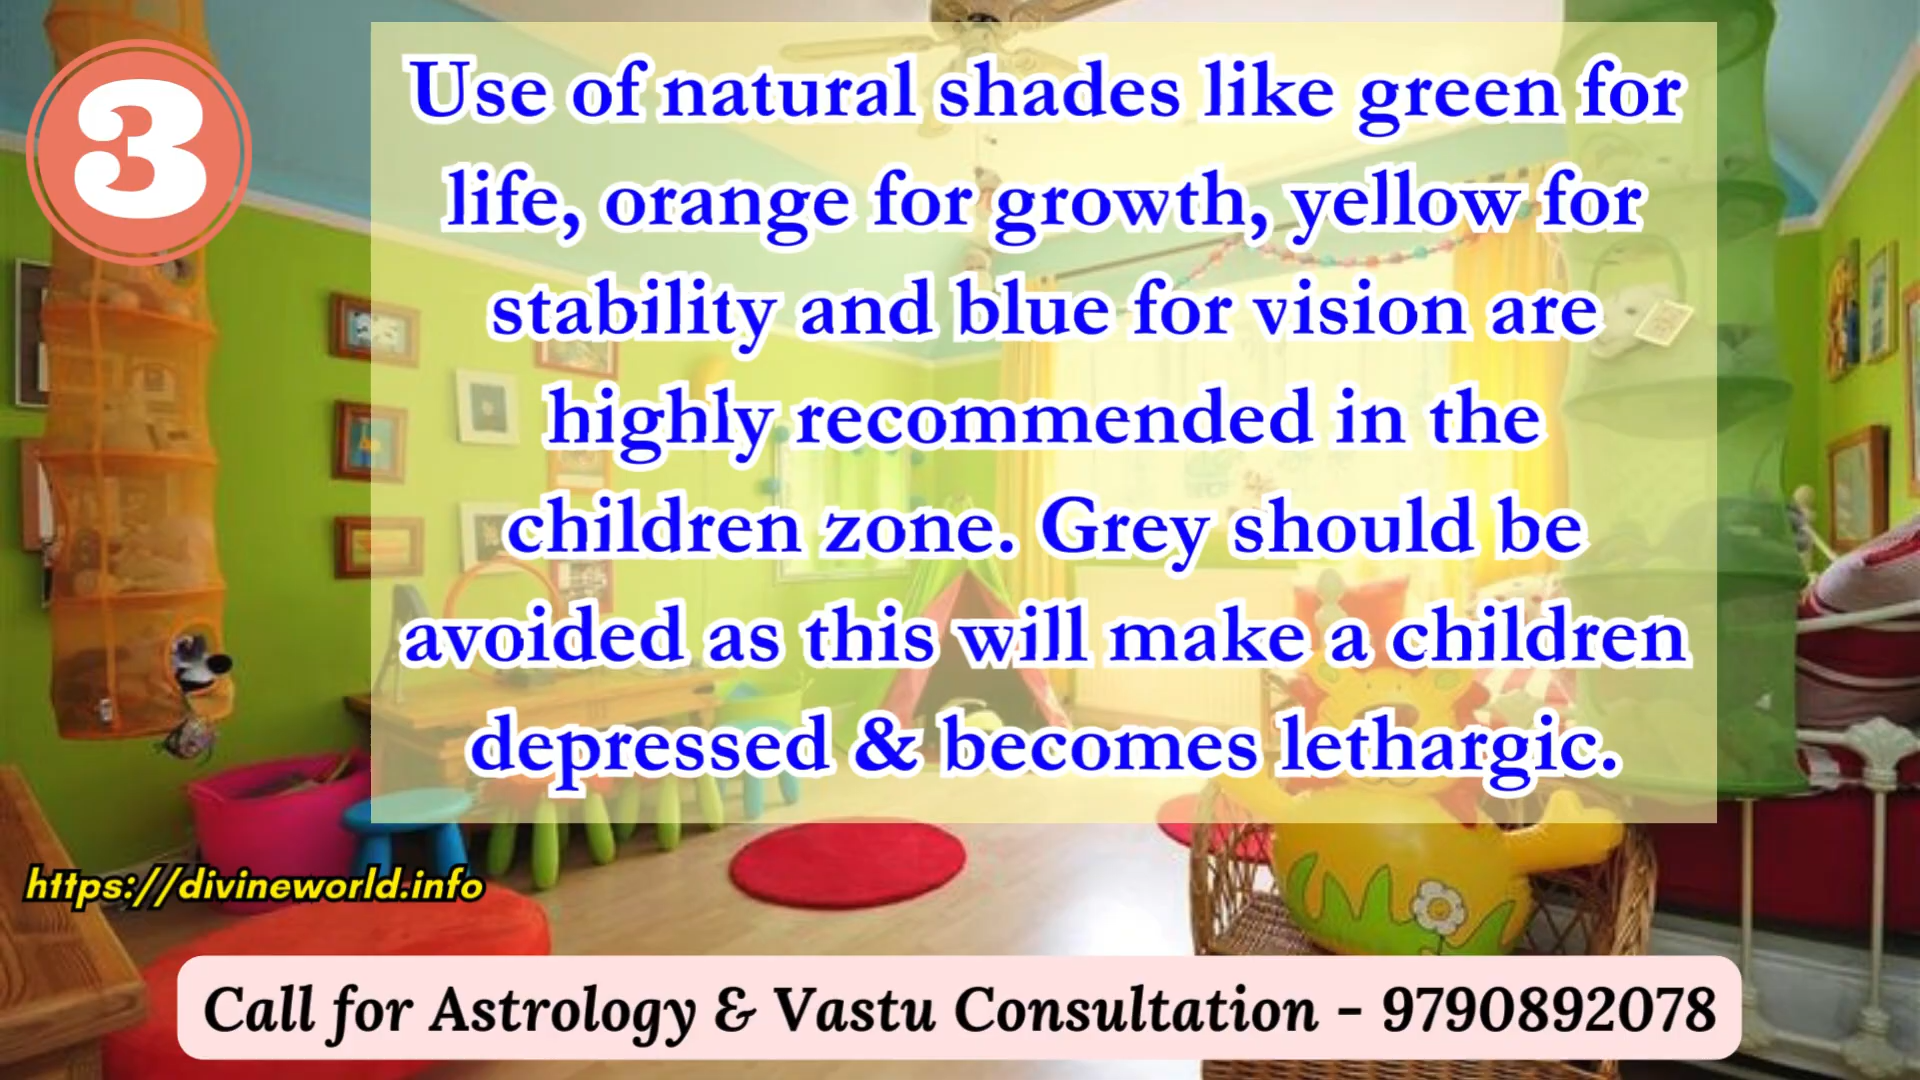 3
Use of natural shades like green for
life, orange for growth, yellow for
stability and blue for vision are
highly recommended in the
children zone. Grey should be
avoided as this will make a children
depressed & becomes lethargic.
https://divineworld.info
Call for Astrology & Vastu Consultation - 9790892078